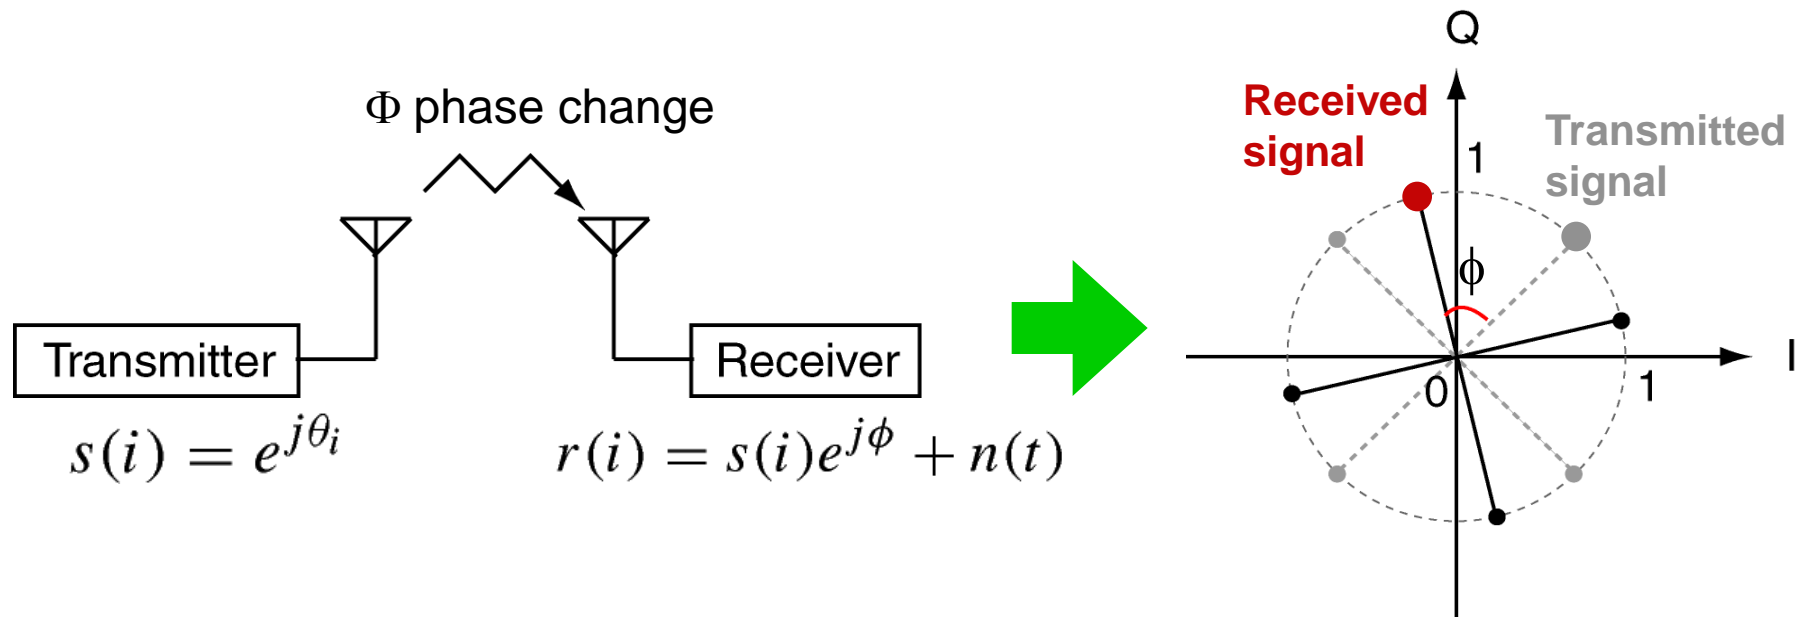 Φ phase change
Transmitter
Receiver
s(i) = e^{jθ_i}
r(i) = s(i)e^{jϕ} + n(t)
Q
Received
signal
Transmitted
signal
1
ϕ
0
1
I